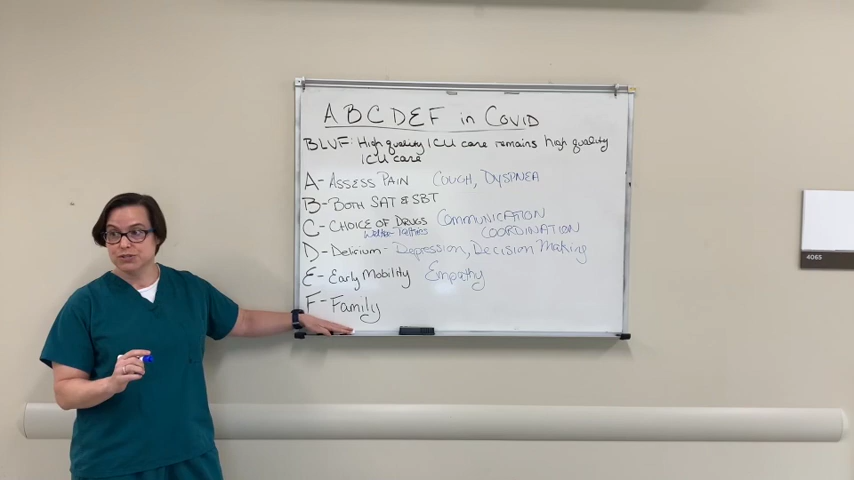 ABCDEF in COVID
BLUF: High quality ICU care remains high quality
ICU care
A- ASSESS PAIN COUGH, DYSPNEA
B- BOTH SAT & SBT
C- CHOICE OF DRUGS COMMUNICATION
COORDINATION
D- Delirium- Depression, Decision Making
E- Early Mobility Empathy
F- Family
4065